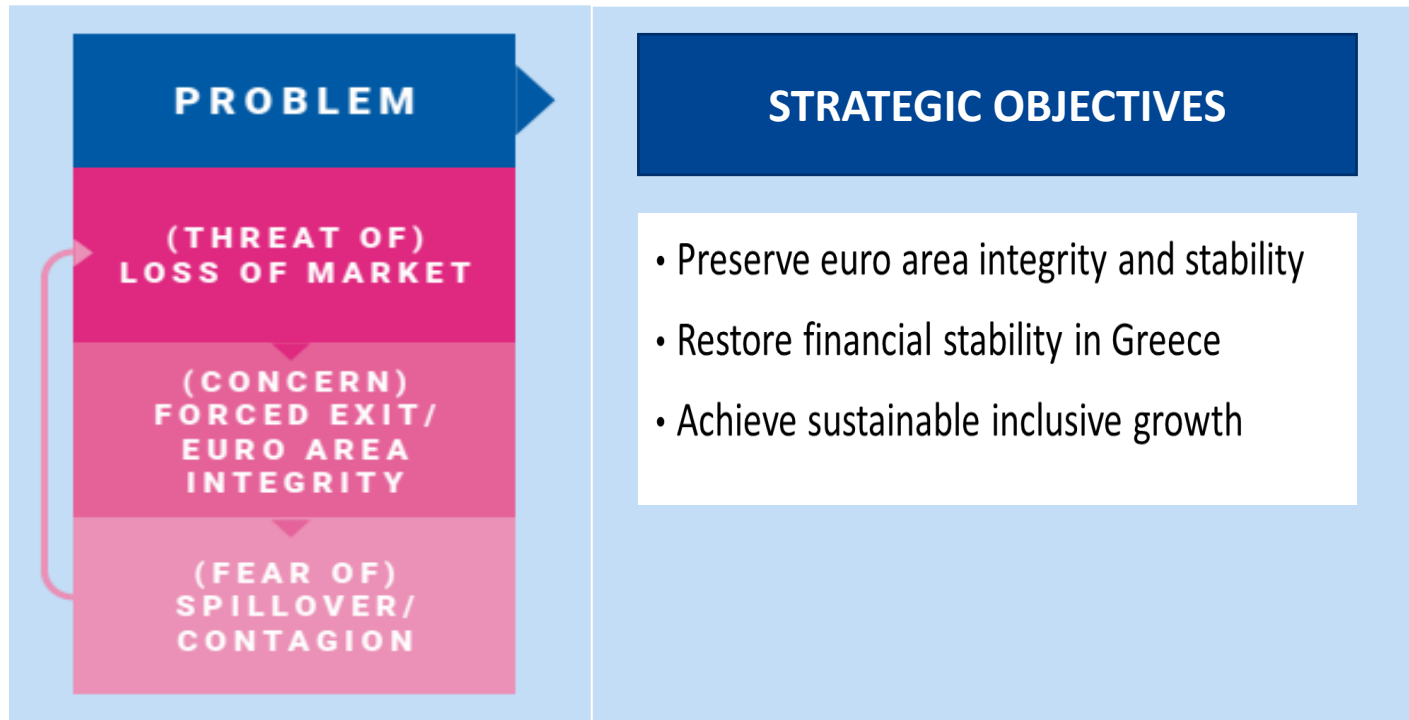 PROBLEM
(THREAT OF)
LOSS OF MARKET
(CONCERN)
FORCED EXIT/
EURO AREA
INTEGRITY
(FEAR OF)
SPILLOVER/
CONTAGION
STRATEGIC OBJECTIVES
• Preserve euro area integrity and stability
• Restore financial stability in Greece
• Achieve sustainable inclusive growth